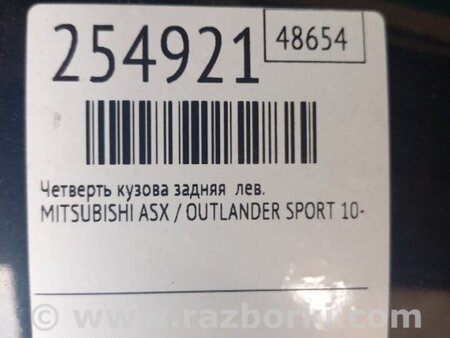 254921
48654
Четверть кузова задняя лев.
MITSUBISHI ASX / OUTLANDER SPORT 10-
© www.razborki.com